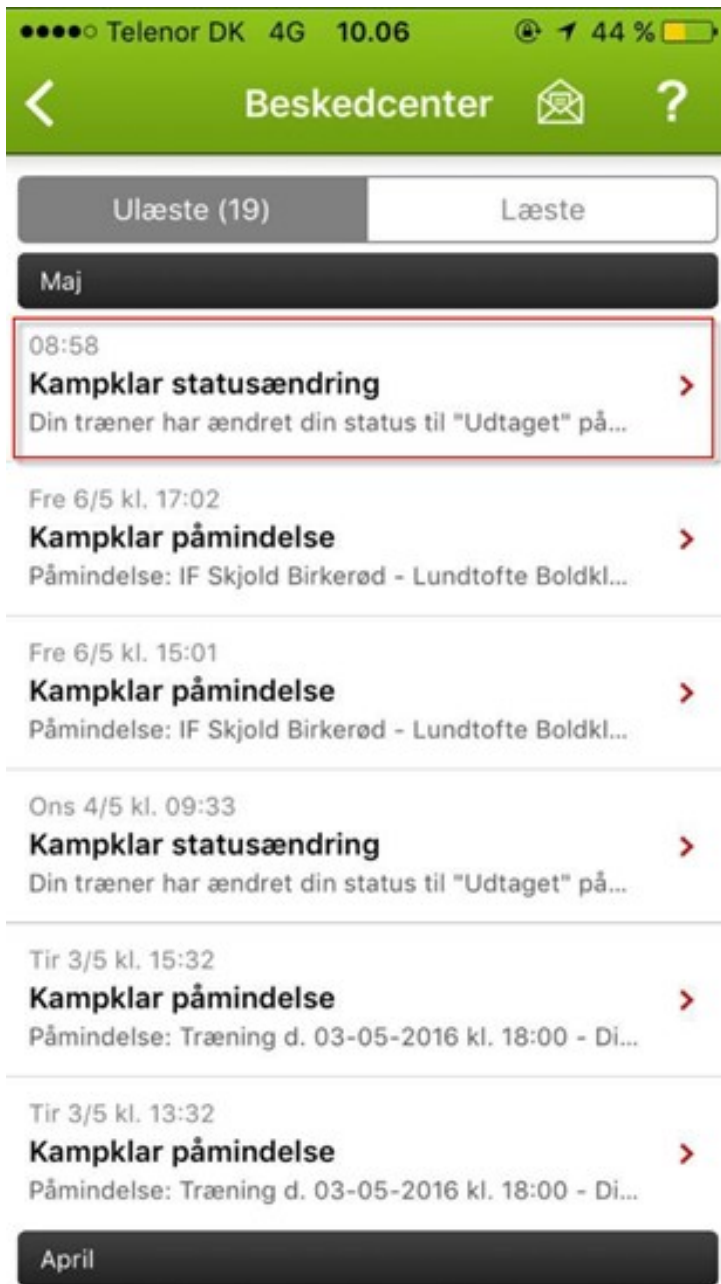 Telenor DK 4G 10.06 44 %
Beskedcenter ?
Ulæste (19) Læste
Maj
08:58
Kampklar statusændring
Din træner har ændret din status til "Udtaget" på...
Fre 6/5 kl. 17:02
Kampklar påmindelse
Påmindelse: IF Skjold Birkerød - Lundtofte Boldkl...
Fre 6/5 kl. 15:01
Kampklar påmindelse
Påmindelse: IF Skjold Birkerød - Lundtofte Boldkl...
Ons 4/5 kl. 09:33
Kampklar statusændring
Din træner har ændret din status til "Udtaget" på...
Tir 3/5 kl. 15:32
Kampklar påmindelse
Påmindelse: Træning d. 03-05-2016 kl. 18:00 - Di...
Tir 3/5 kl. 13:32
Kampklar påmindelse
Påmindelse: Træning d. 03-05-2016 kl. 18:00 - Di...
April